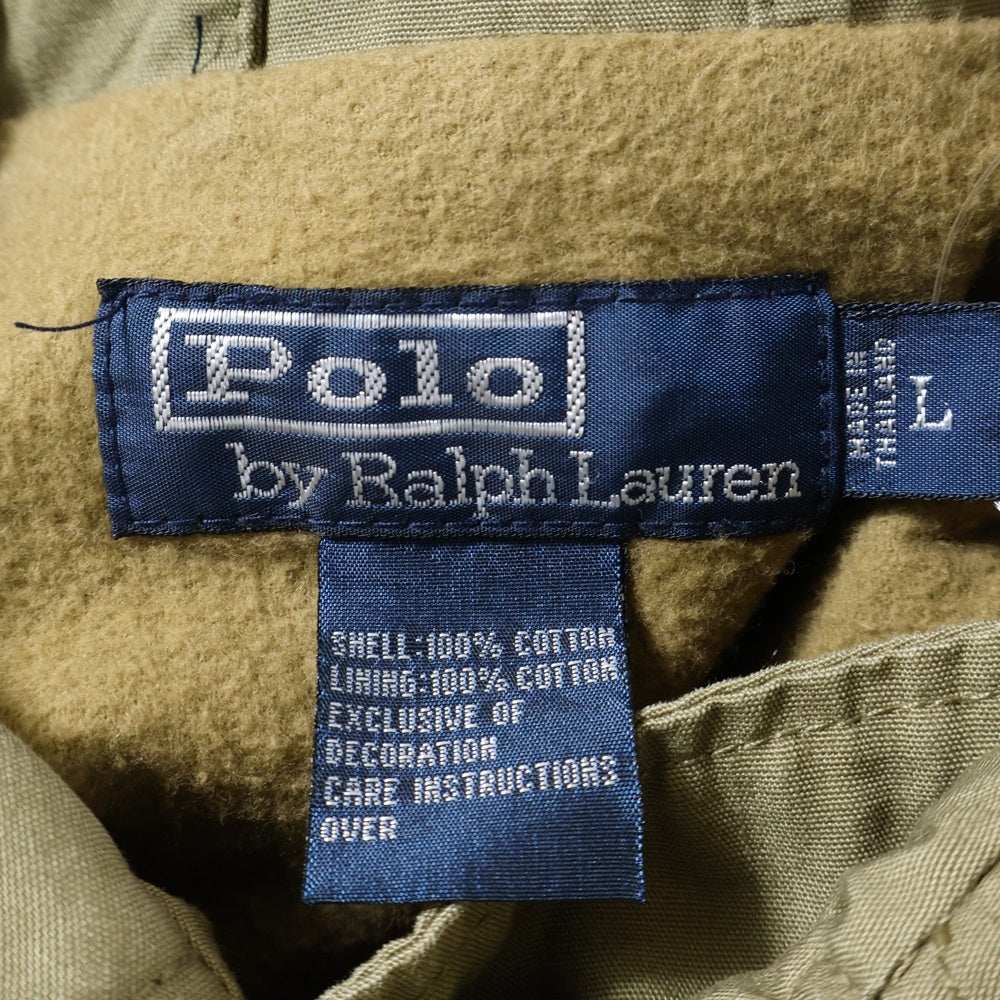 Polo
by Ralph Lauren
MADE IN
THAILAND
L
SHELL:100% COTTON
LINING:100% COTTON
EXCLUSIVE OF
DECORATION
CARE INSTRUCTIONS
OVER